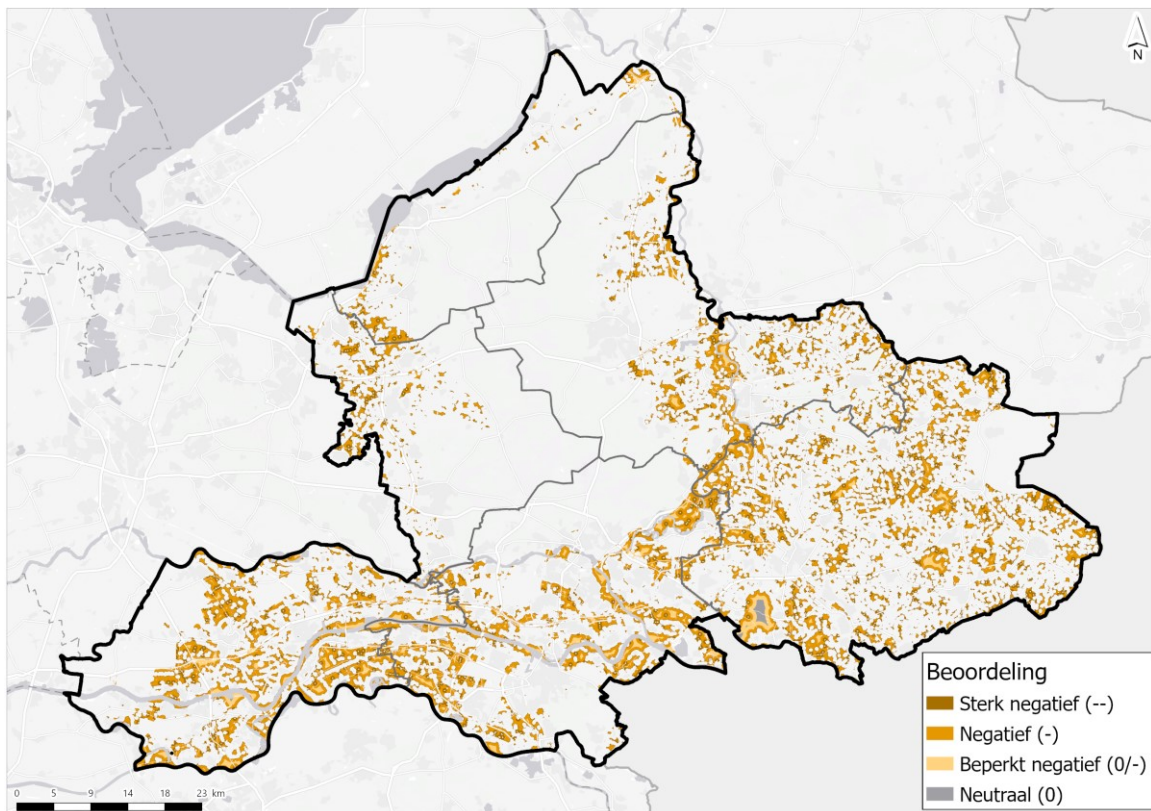 N
Beoordeling
Sterk negatief (--)
Negatief (-)
Beperkt negatief (0/-)
Neutraal (0)
0 5 9 14 18 23 km